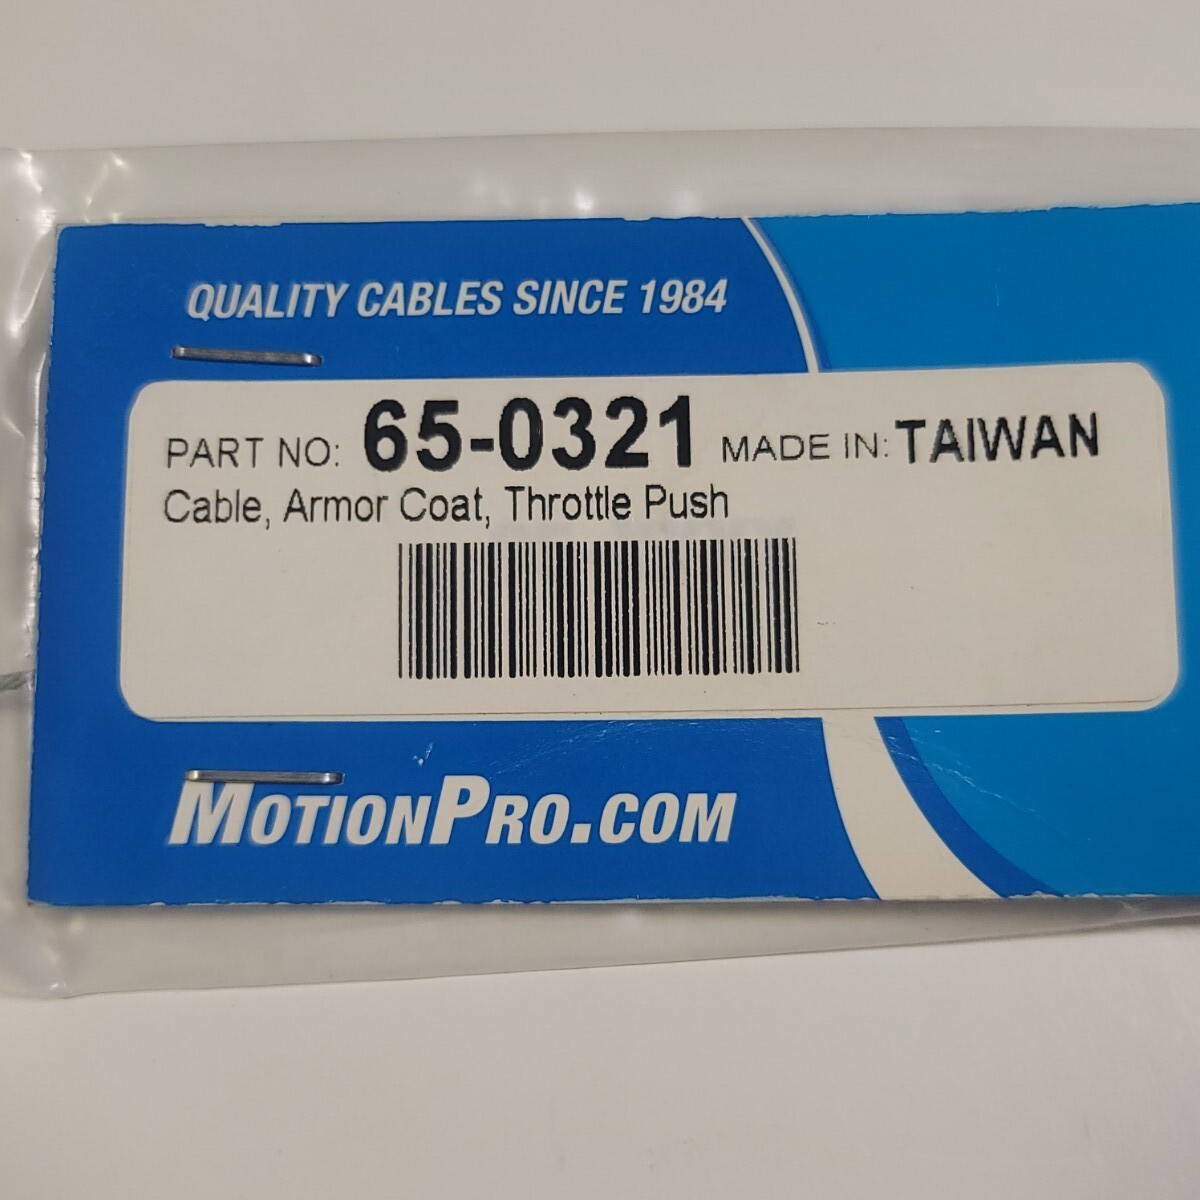 QUALITY CABLES SINCE 1984
PART NO: 65-0321 MADE IN: TAIWAN
Cable, Armor Coat, Throttle Push
MOTIONPRO.COM